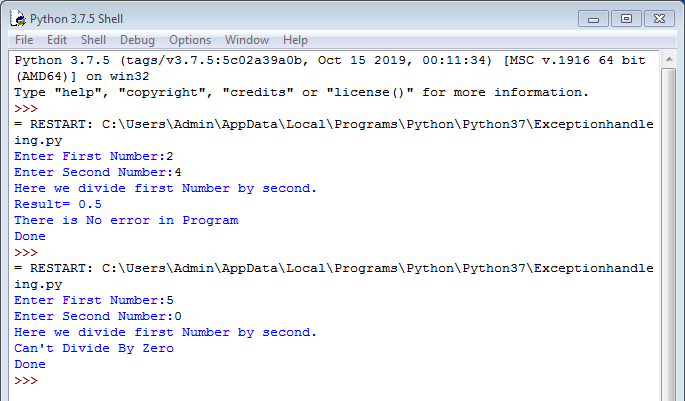 Python 3.7.5 Shell
File Edit Shell Debug Options Window Help
Python 3.7.5 (tags/v3.7.5:5c02a39a0b, Oct 15 2019, 00:11:34) [MSC v.1916 64 bit
(AMD64)] on win32
Type "help", "copyright", "credits" or "license()" for more information.
>>>
= RESTART: C:\Users\Admin\AppData\Local\Programs\Python\Python37\Exceptionhandle
ing.py
Enter First Number:2
Enter Second Number:4
Here we divide first Number by second.
Result= 0.5
There is No error in Program
Done
>>>
= RESTART: C:\Users\Admin\AppData\Local\Programs\Python\Python37\Exceptionhandle
ing.py
Enter First Number:5
Enter Second Number:0
Here we divide first Number by second.
Can't Divide By Zero
Done
>>>